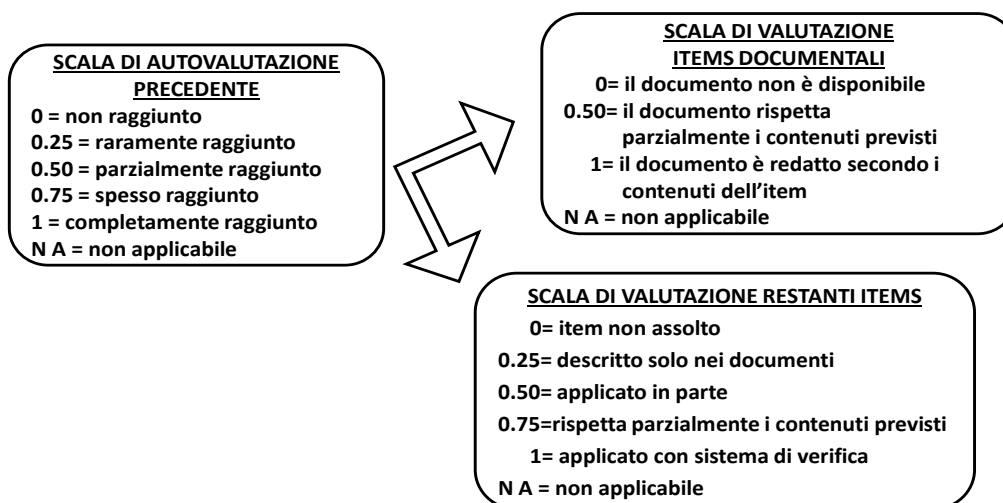 SCALA DI AUTOVALUTAZIONE
PRECEDENTE
0 = non raggiunto
0.25 = raramente raggiunto
0.50 = parzialmente raggiunto
0.75 = spesso raggiunto
1 = completamente raggiunto
N A = non applicabile
SCALA DI VALUTAZIONE
ITEMS DOCUMENTALI
0= il documento non è disponibile
0.50= il documento rispetta
parzialmente i contenuti previsti
1= il documento è redatto secondo i
contenuti dell'item
N A = non applicabile
SCALA DI VALUTAZIONE RESTANTI ITEMS
0= item non assolto
0.25= descritto solo nei documenti
0.50= applicato in parte
0.75=rispetta parzialmente i contenuti previsti
1= applicato con sistema di verifica
N A = non applicabile